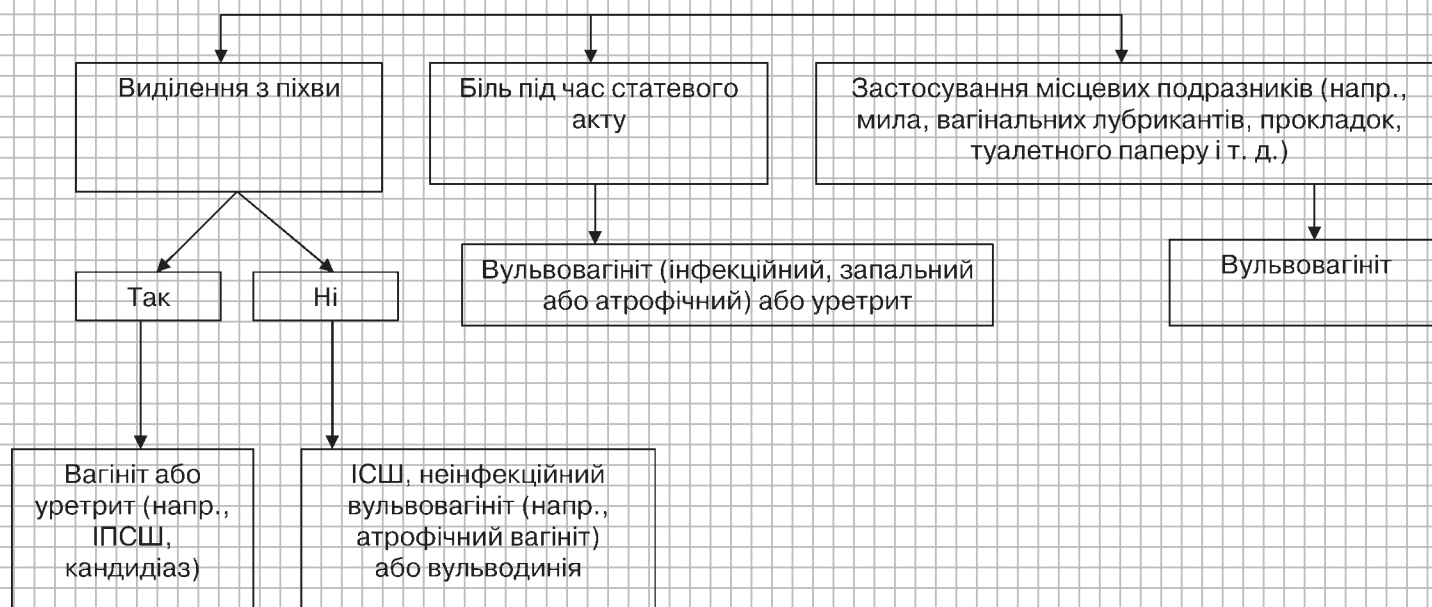 Виділення з піхви
Біль під час статевого
акту
Застосування місцевих подразників (напр.,
мила, вагінальних лубрикантів, прокладок,
туалетного паперу і т. д.)
Так
Ні
Вульвовагініт (інфекційний, запальний
або атрофічний) або уретрит
Вульвовагініт
Вагініт або
уретрит (напр.,
ІПСШ,
кандидіаз)
ІСШ, неінфекційний
вульвовагініт (напр.,
атрофічний вагініт)
або вульводинія